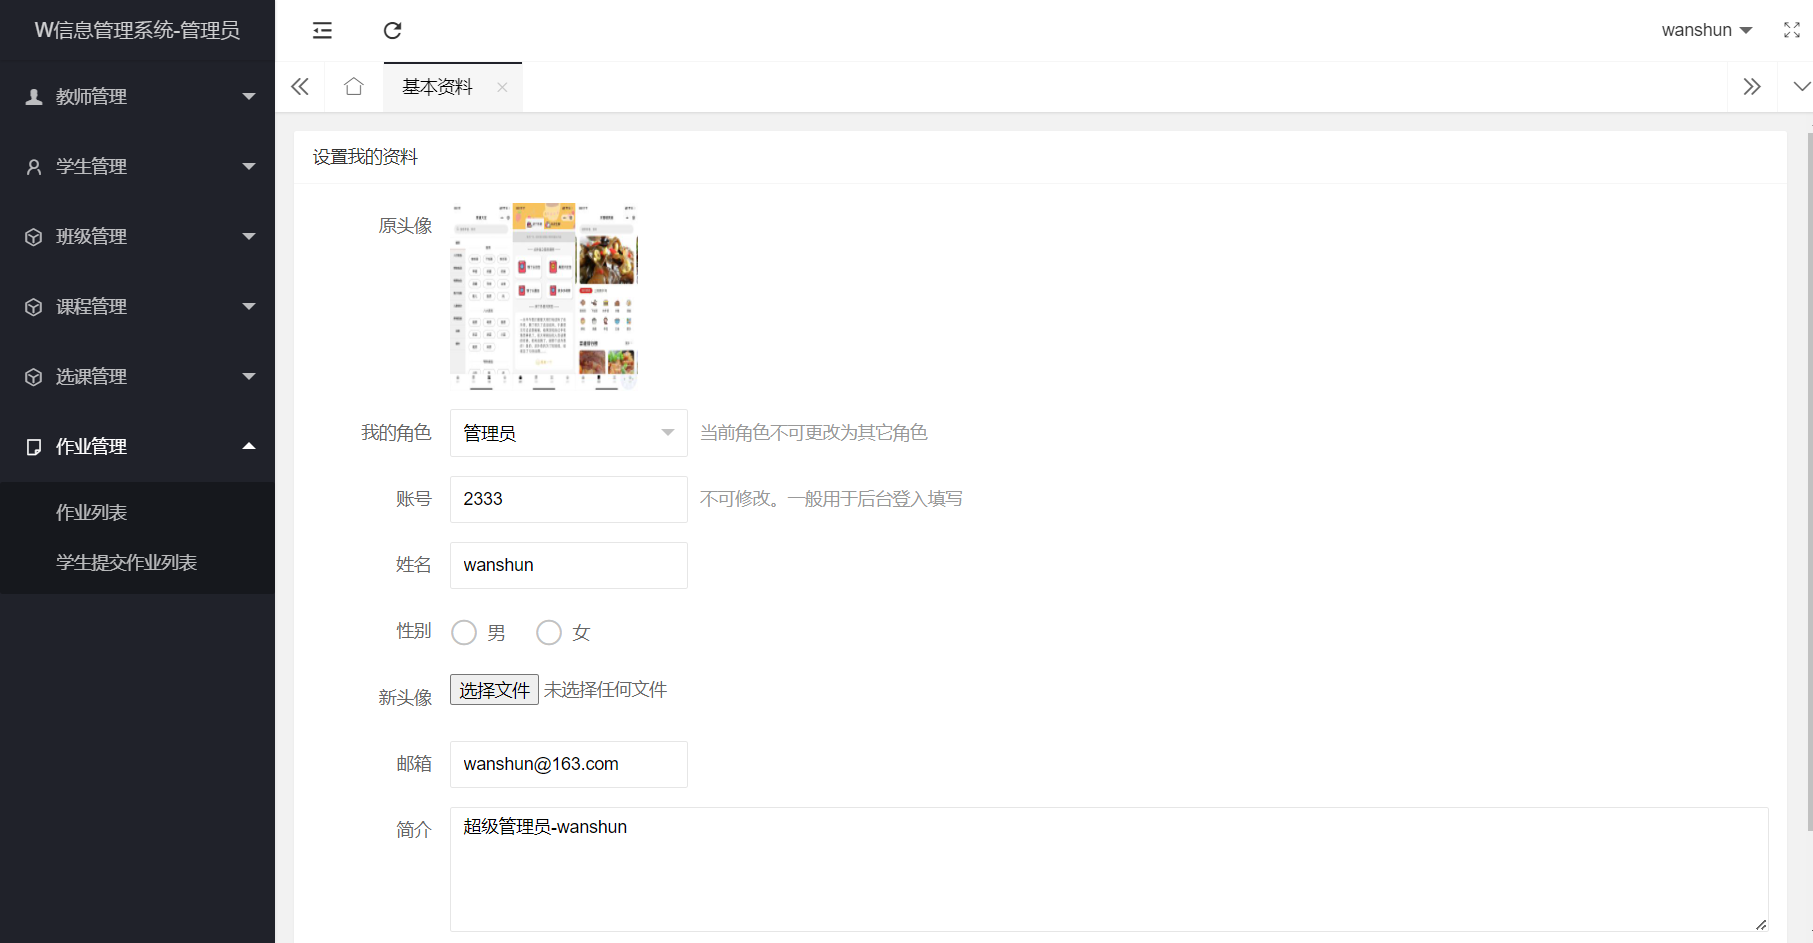 W信息管理系统-管理员
wanshun
教师管理
学生管理
班级管理
课程管理
选课管理
作业管理
作业列表
学生提交作业列表
基本资料
设置我的资料
原头像
我的角色 管理员 当前角色不可更改为其它角色
账号 2333 不可修改。一般用于后台登入填写
姓名 wanshun
性别 男 女
新头像 选择文件 未选择任何文件
邮箱 wanshun@163.com
简介 超级管理员-wanshun